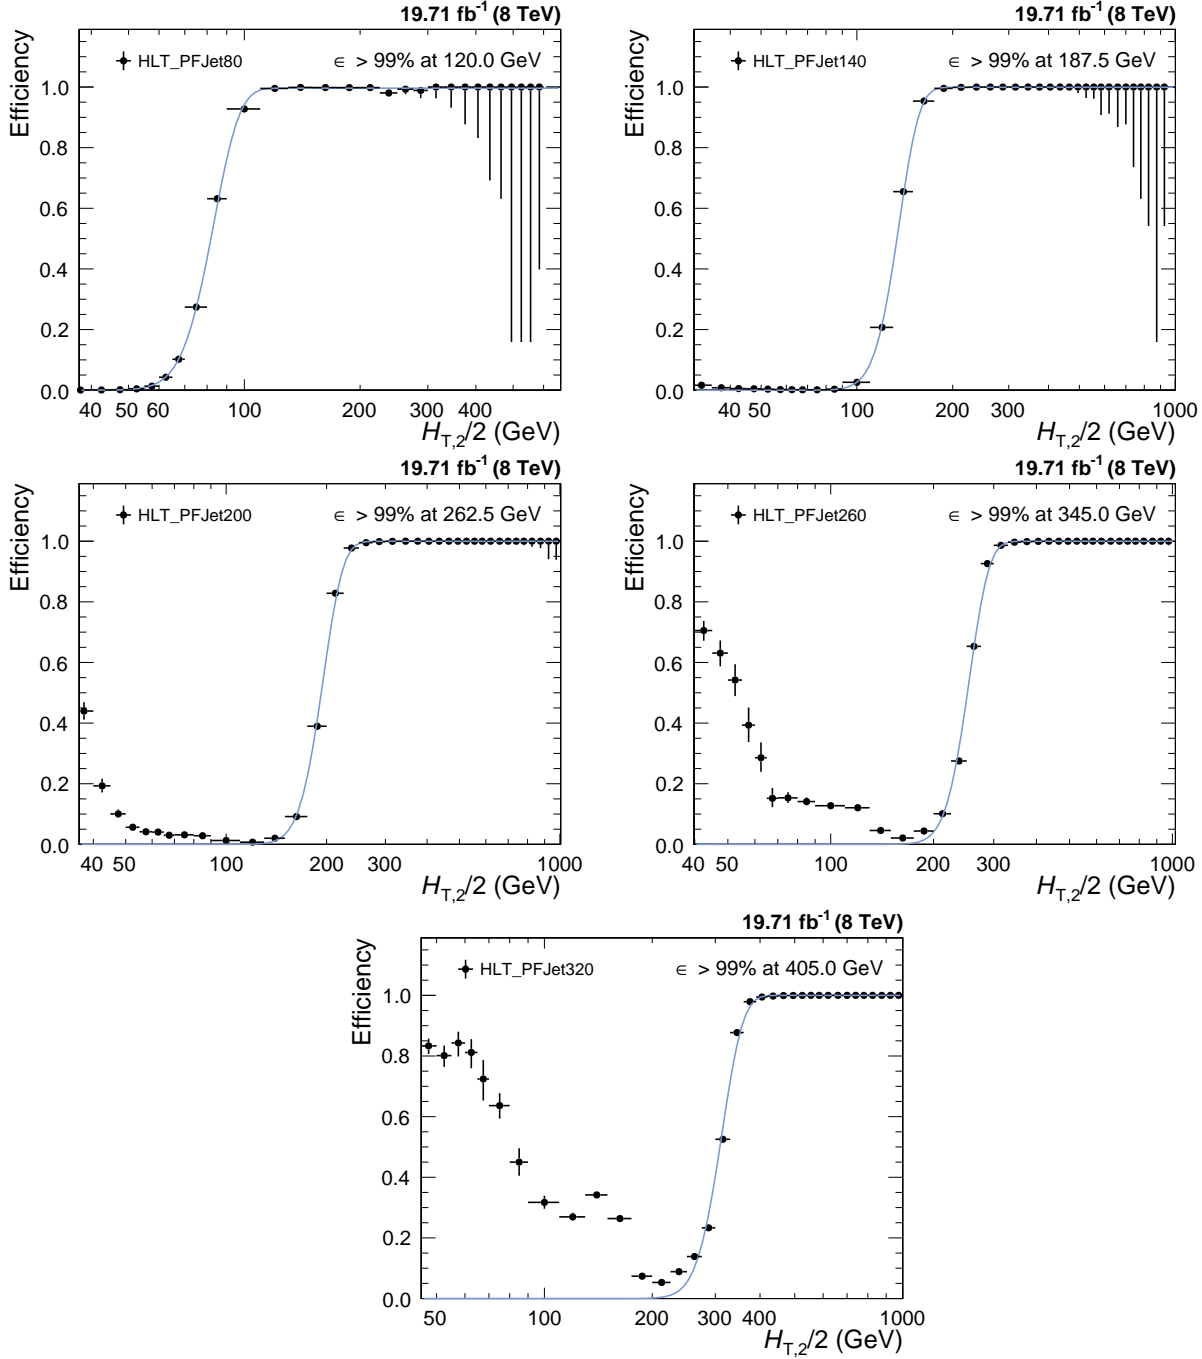 19.71 fb⁻¹ (8 TeV)
HLT_PFJet80
ϵ > 99% at 120.0 GeV
Efficiency
1.0
0.8
0.6
0.4
0.2
0.0
40 50 60 100 200 300 400
H_T,2/2 (GeV)
19.71 fb⁻¹ (8 TeV)
HLT_PFJet140
ϵ > 99% at 187.5 GeV
Efficiency
1.0
0.8
0.6
0.4
0.2
0.0
40 50 100 200 300 1000
H_T,2/2 (GeV)
19.71 fb⁻¹ (8 TeV)
HLT_PFJet200
ϵ > 99% at 262.5 GeV
Efficiency
1.0
0.8
0.6
0.4
0.2
0.0
40 50 100 200 300 1000
H_T,2/2 (GeV)
19.71 fb⁻¹ (8 TeV)
HLT_PFJet260
ϵ > 99% at 345.0 GeV
Efficiency
1.0
0.8
0.6
0.4
0.2
0.0
40 50 100 200 300 1000
H_T,2/2 (GeV)
19.71 fb⁻¹ (8 TeV)
HLT_PFJet320
ϵ > 99% at 405.0 GeV
Efficiency
1.0
0.8
0.6
0.4
0.2
0.0
50 100 200 300 400 1000
H_T,2/2 (GeV)